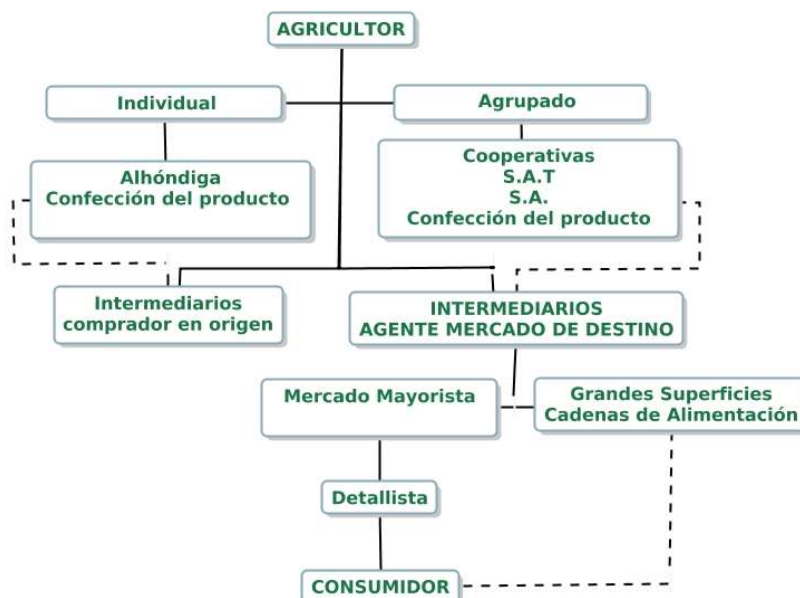 AGRICULTOR
Individual
Agrupado
Alhóndiga
Confección del producto
Cooperativas
S.A.T
S.A.
Confección del producto
Intermediarios
comprador en origen
INTERMEDIARIOS
AGENTE MERCADO DE DESTINO
Mercado Mayorista
Grandes Superficies
Cadenas de Alimentación
Detallista
CONSUMIDOR